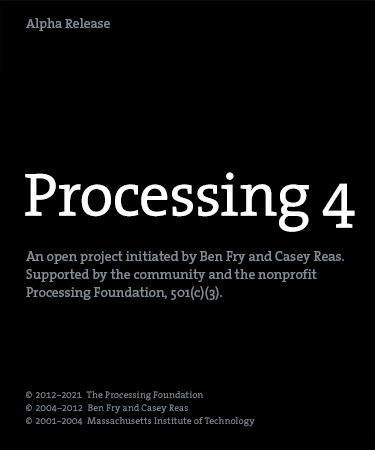 Alpha Release
Processing 4
An open project initiated by Ben Fry and Casey Reas.
Supported by the community and the nonprofit
Processing Foundation, 501(c)(3).
© 2012–2021 The Processing Foundation
© 2004–2012 Ben Fry and Casey Reas
© 2001–2004 Massachusetts Institute of Technology